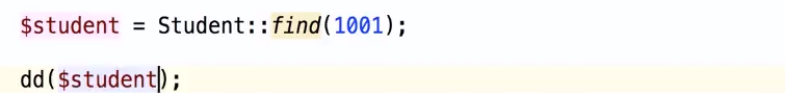 $student = Student::find(1001);
dd($student);